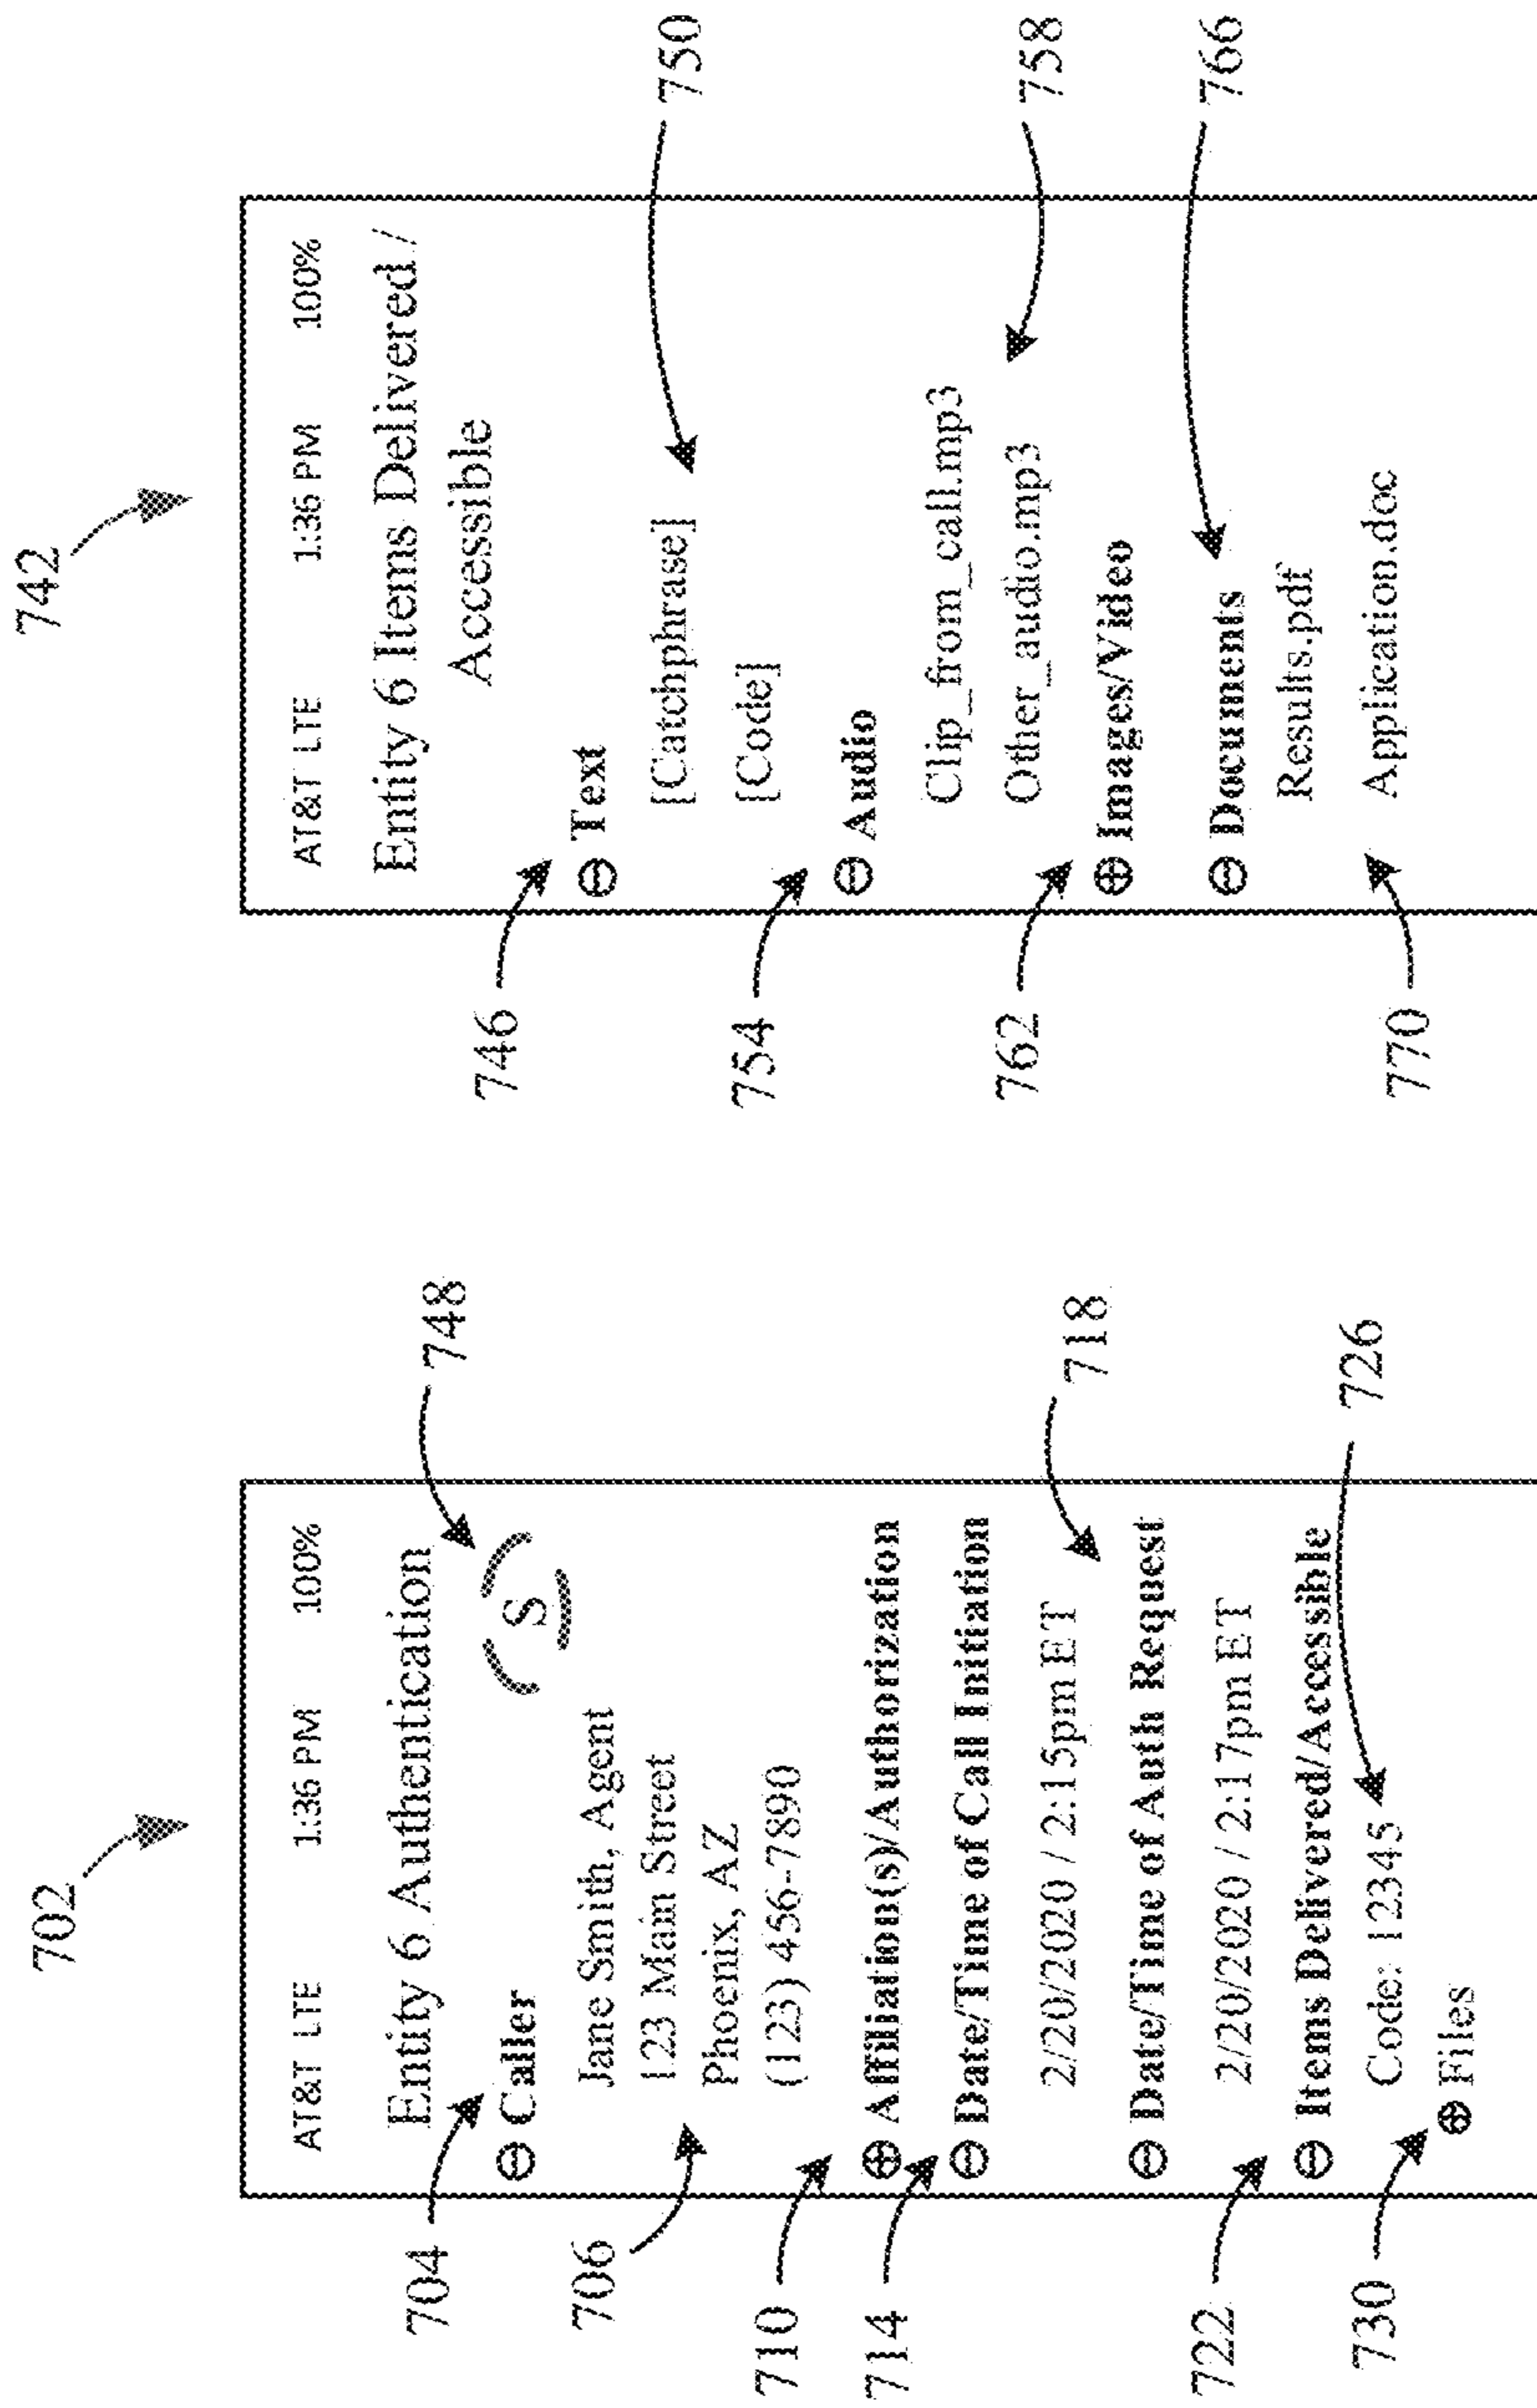 702
AT&T LTE 1:36 PM 100%
Entity 6 Authentication
704
748
⊖ Caller
S
Jane Smith, Agent
706
123 Main Street
Phoenix, AZ
(123) 456-7890
710
⊕ Affiliation(s)/Authorization
714
⊖ Date/Time of Call Initiation
2/20/2020 / 2:15pm ET
718
⊖ Date/Time of Auth Request
2/20/2020 / 2:17pm ET
722
⊖ Items Delivered/Accessible
Code: 12345
726
730
⊕ Files
742
AT&T LTE 1:36 PM 100%
Entity 6 Items Delivered /
Accessible
746
⊖ Text
[Catchphrase]
750
[Code]
754
⊖ Audio
Clip_from_call.mp3
Other_audio.mp3
758
762
⊕ Images/Video
⊖ Documents
766
Results.pdf
770
Application.doc